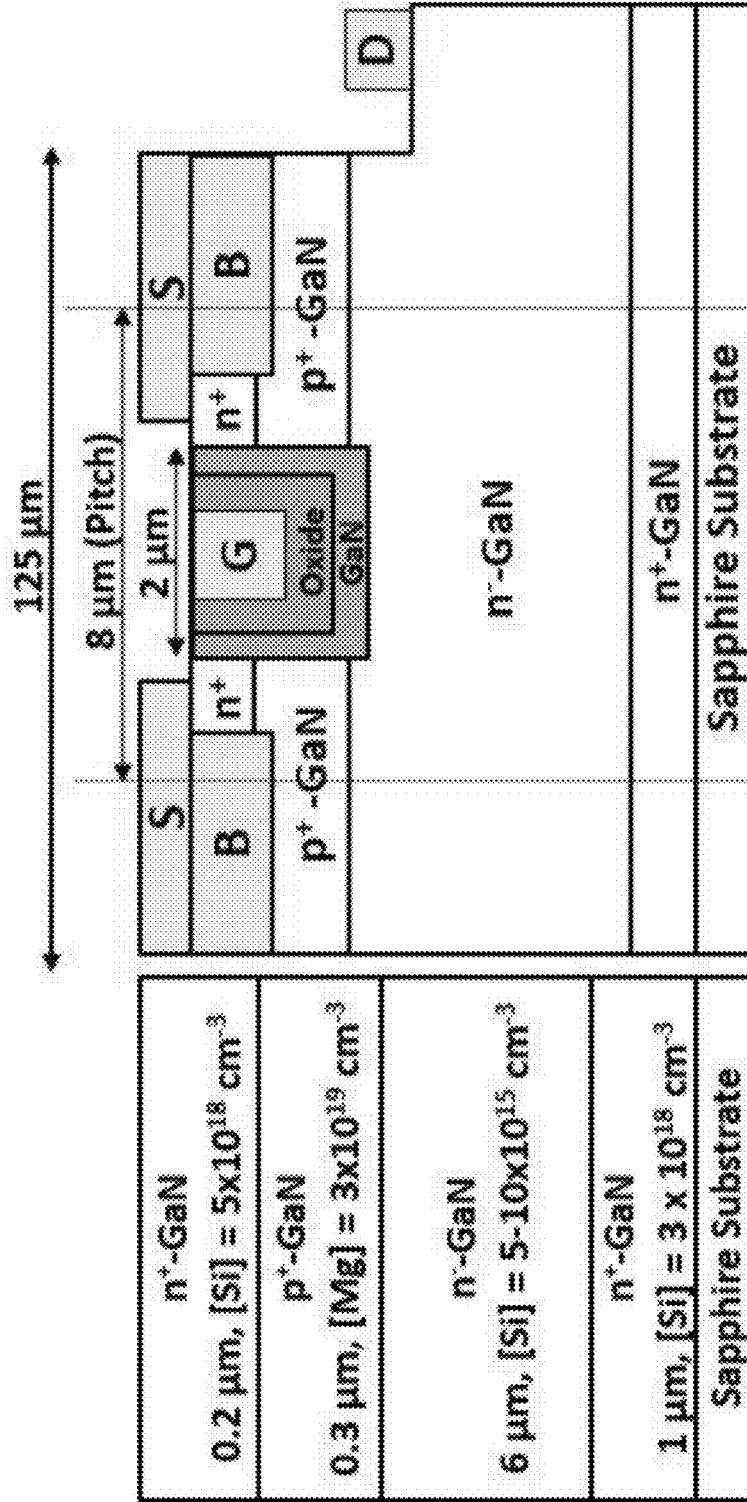 n⁺-GaN
0.2 μm, [Si] = 5x10¹⁸ cm⁻³
p⁺-GaN
0.3 μm, [Mg] = 3x10¹⁹ cm⁻³
n⁻-GaN
6 μm, [Si] = 5-10x10¹⁵ cm⁻³
n⁺-GaN
1 μm, [Si] = 3 x 10¹⁸ cm⁻³
Sapphire Substrate
125 μm
8 μm (Pitch)
2 μm
S
S
B
n⁺
G
n⁺
B
D
Oxide
GaN
p⁺ -GaN
p⁺ -GaN
n⁻-GaN
n⁺-GaN
Sapphire Substrate